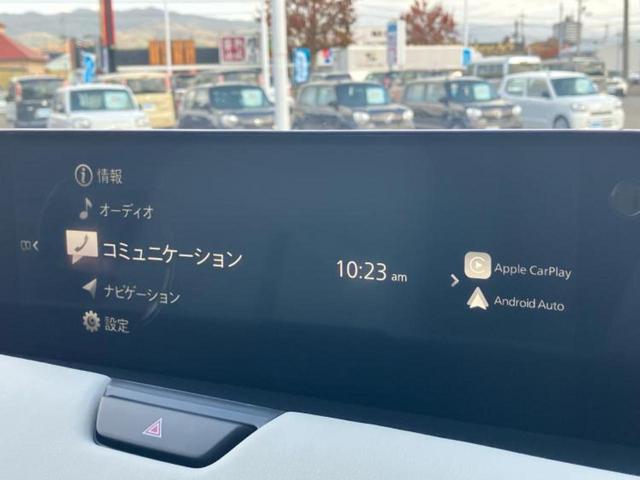 情報
オーディオ
コミュニケーション
ナビゲーション
設定
10:23 am
Apple CarPlay
Android Auto